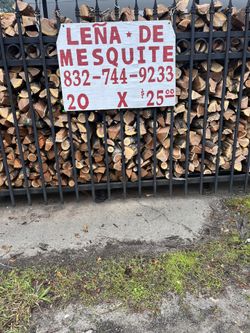 LEÑA · DE
MESQUITE
832-744-9233
20 X $25.00